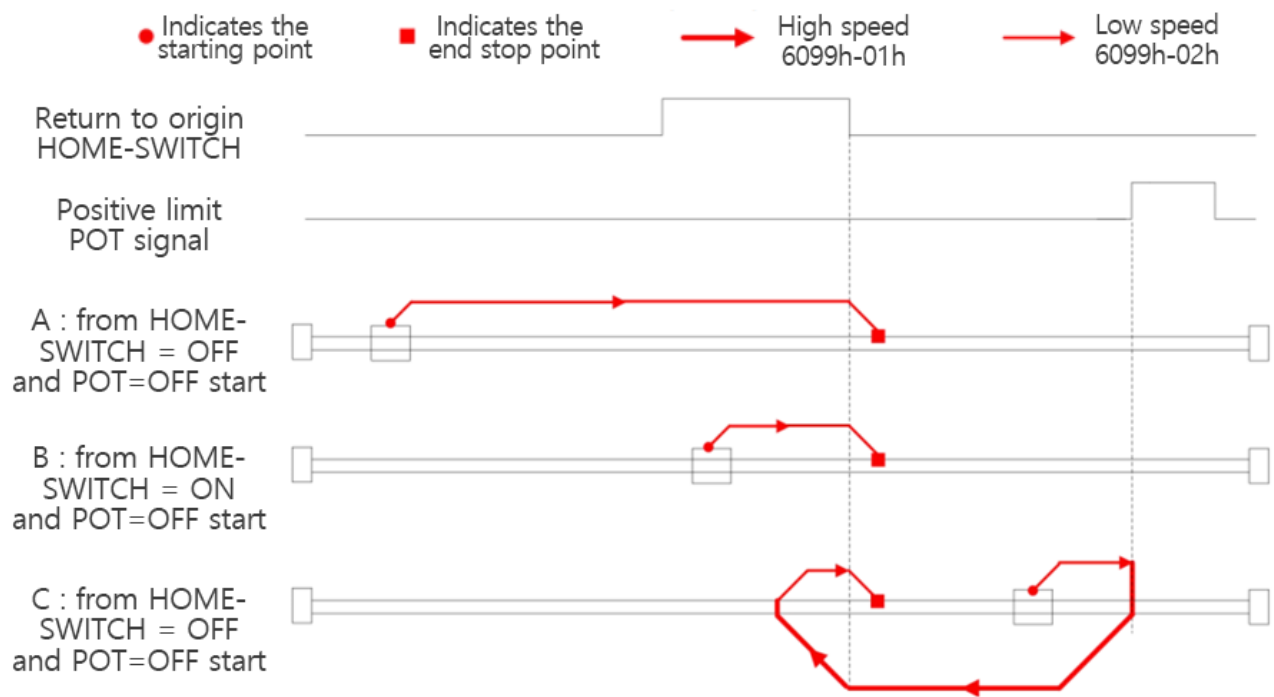 Indicates the
starting point
Indicates the
end stop point
High speed
6099h-01h
Low speed
6099h-02h
Return to origin
HOME-SWITCH
Positive limit
POT signal
A : from HOME-
SWITCH = OFF
and POT=OFF start
B : from HOME-
SWITCH = ON
and POT=OFF start
C : from HOME-
SWITCH = OFF
and POT=OFF start